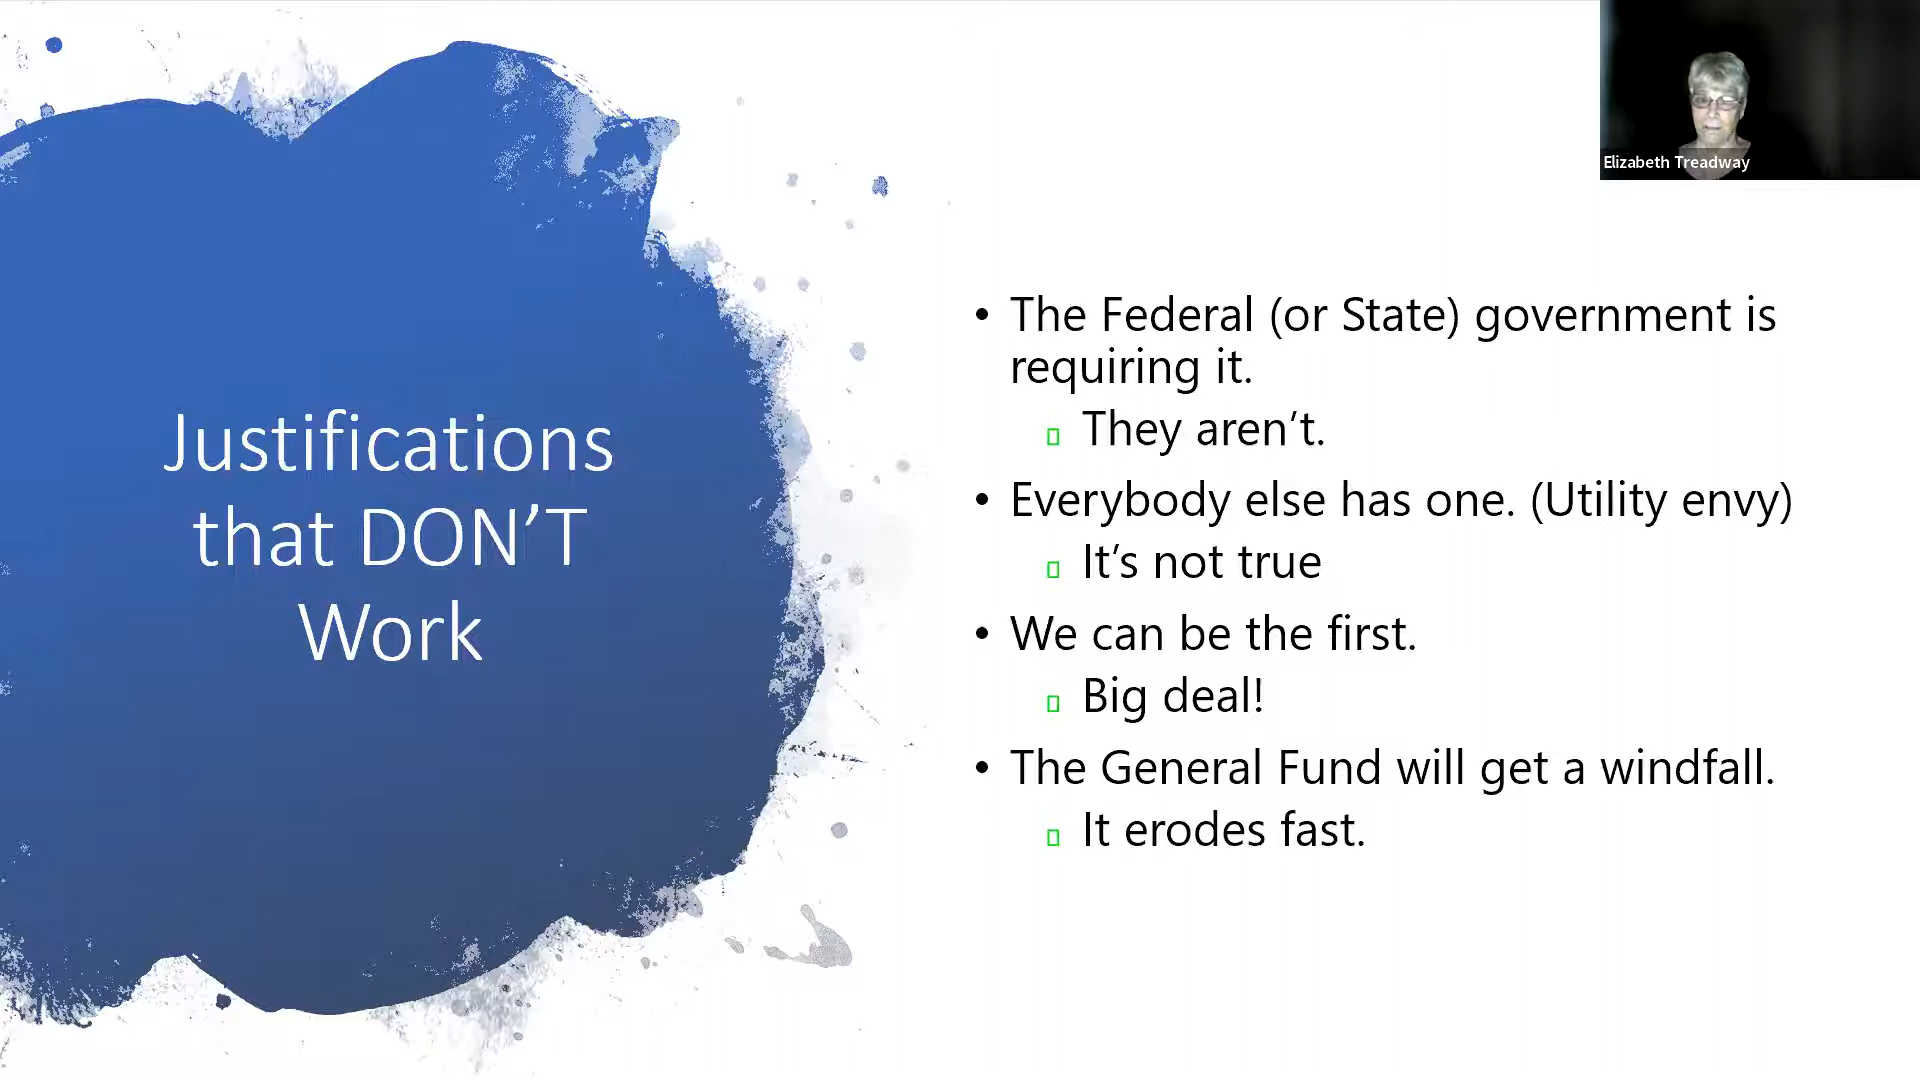 Justifications
that DON’T
Work
• The Federal (or State) government is
requiring it.
They aren’t.
• Everybody else has one. (Utility envy)
It’s not true
• We can be the first.
Big deal!
• The General Fund will get a windfall.
It erodes fast.
Elizabeth Treadway